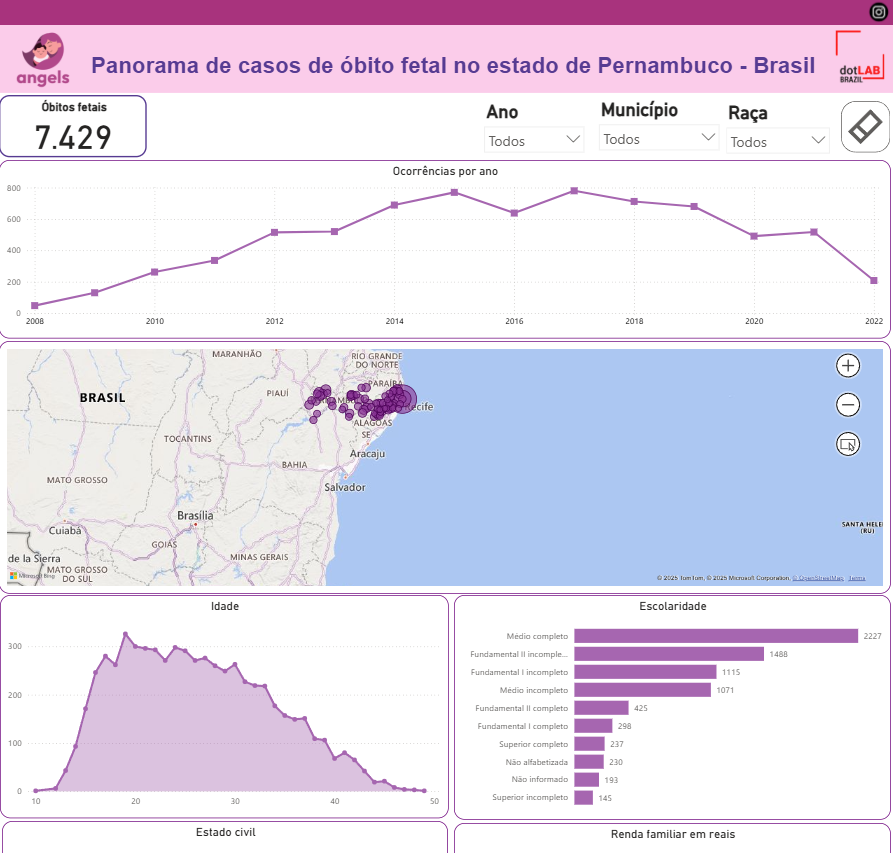 angels
Panorama de casos de óbito fetal no estado de Pernambuco - Brasil
dotLAB
BRAZIL
Óbitos fetais
7.429
Ano
Todos
Município
Todos
Raça
Todos
Ocorrências por ano
800
600
400
200
0
2008
2010
2012
2014
2016
2018
2020
2022
MARANHÃO
RIO GRANDE
DO NORTE
BRASIL
PIAUÍ
PARAÍBA
ecife
ALAGOAS
SE
TOCANTINS
Aracaju
BAHIA
MATO GROSSO
Salvador
Brasília
Cuiabá
GOIÁS
SANTA HELE
(RU)
de la Sierra
MINAS GERAIS
MATO GROSSO
DO SUL
Microsoft Bing
© 2025 TomTom, © 2025 Microsoft Corporation, © OpenStreetMap Terms
Idade
300
200
100
0
10
20
30
40
50
Escolaridade
Médio completo 2227
Fundamental II incomple... 1488
Fundamental I incompleto 1115
Médio incompleto 1071
Fundamental II completo 425
Fundamental I completo 298
Superior completo 237
Não alfabetizada 230
Não informado 193
Superior incompleto 145
Estado civil
Renda familiar em reais